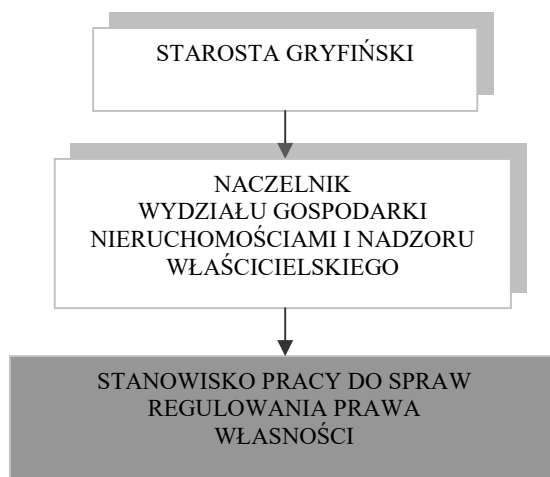 STAROSTA GRYFIŃSKI
NACZELNIK
WYDZIAŁU GOSPODARKI
NIERUCHOMOŚCIAMI I NADZORU
WŁAŚCICIELSKIEGO
STANOWISKO PRACY DO SPRAW
REGULOWANIA PRAWA
WŁASNOŚCI